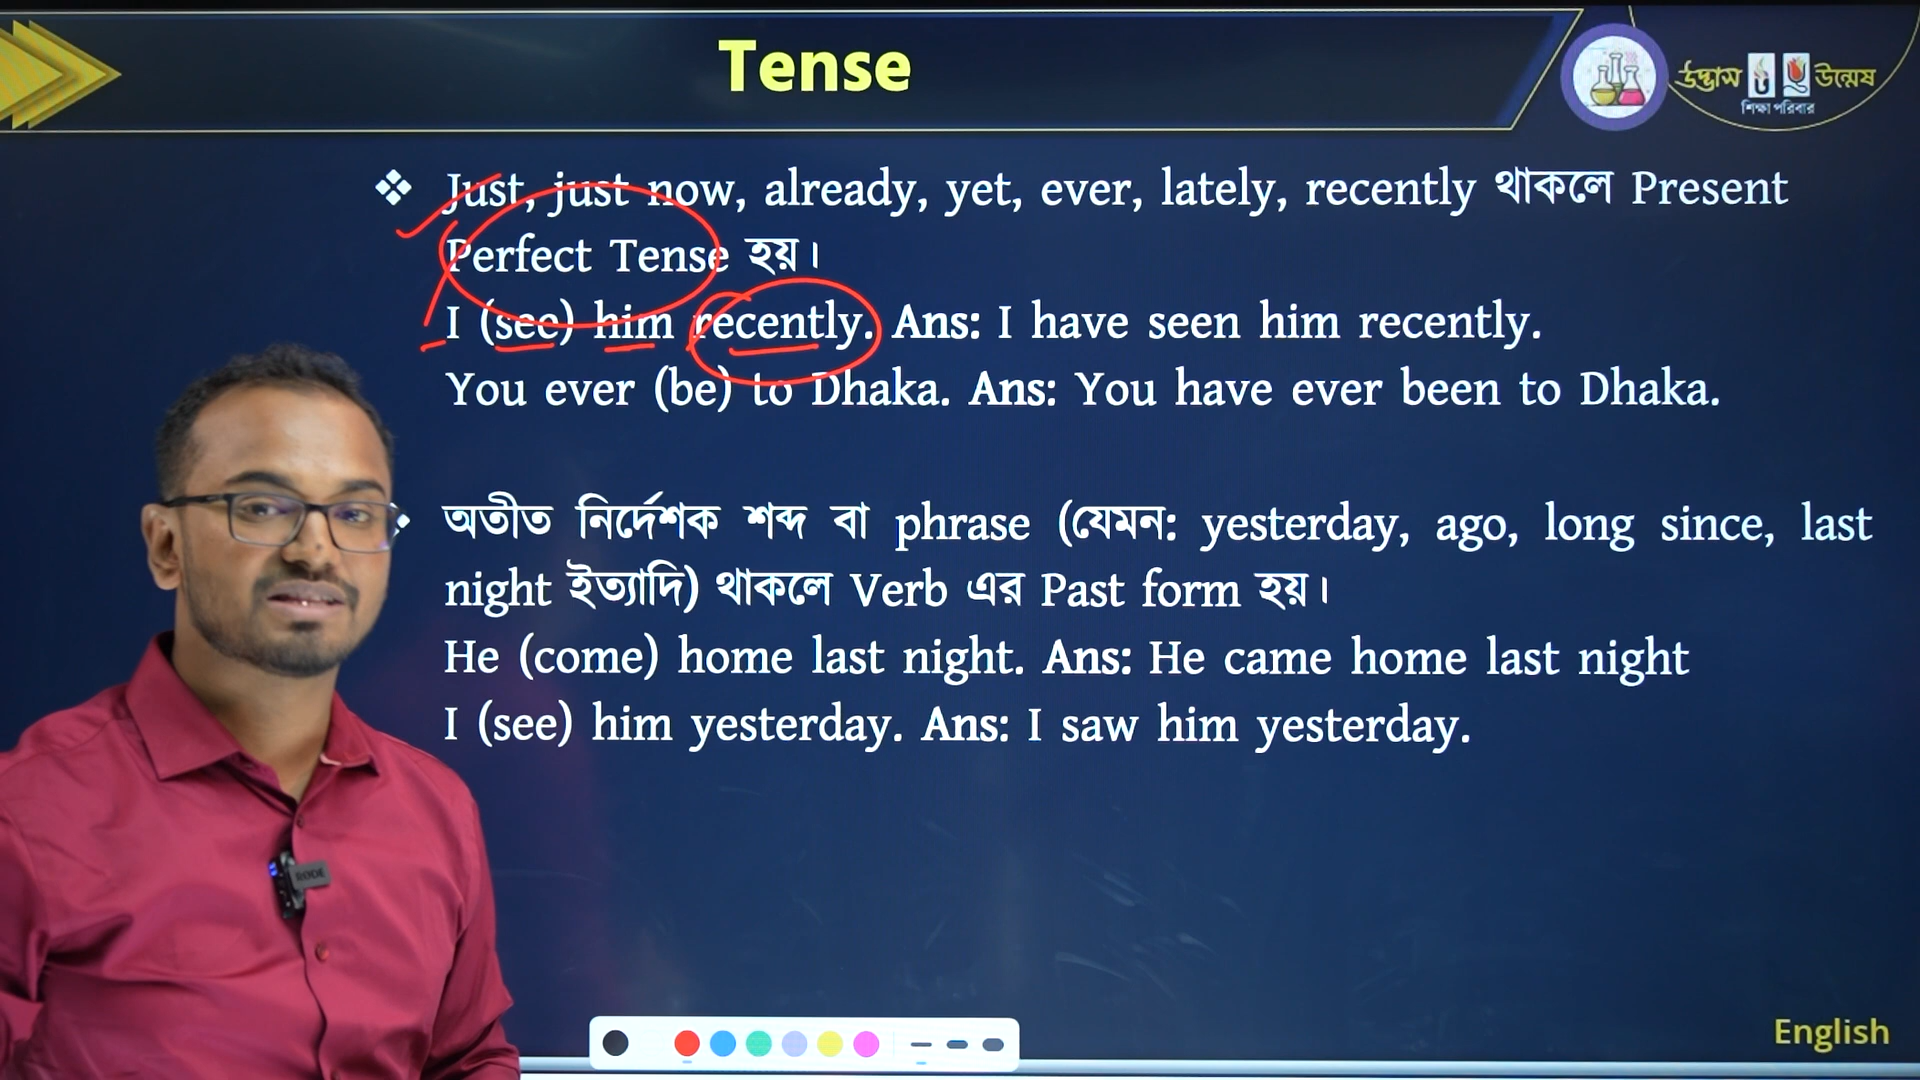 Tense
উদ্ভাস উন্মেষ
শিক্ষা পরিবার
Just, just now, already, yet, ever, lately, recently থাকলে Present
Perfect Tense হয়।
I (see) him recently. Ans: I have seen him recently.
You ever (be) to Dhaka. Ans: You have ever been to Dhaka.
অতীত নির্দেশক শব্দ বা phrase (যেমন: yesterday, ago, long since, last
night ইত্যাদি) থাকলে Verb এর Past form হয়।
He (come) home last night. Ans: He came home last night
I (see) him yesterday. Ans: I saw him yesterday.
RODE
English